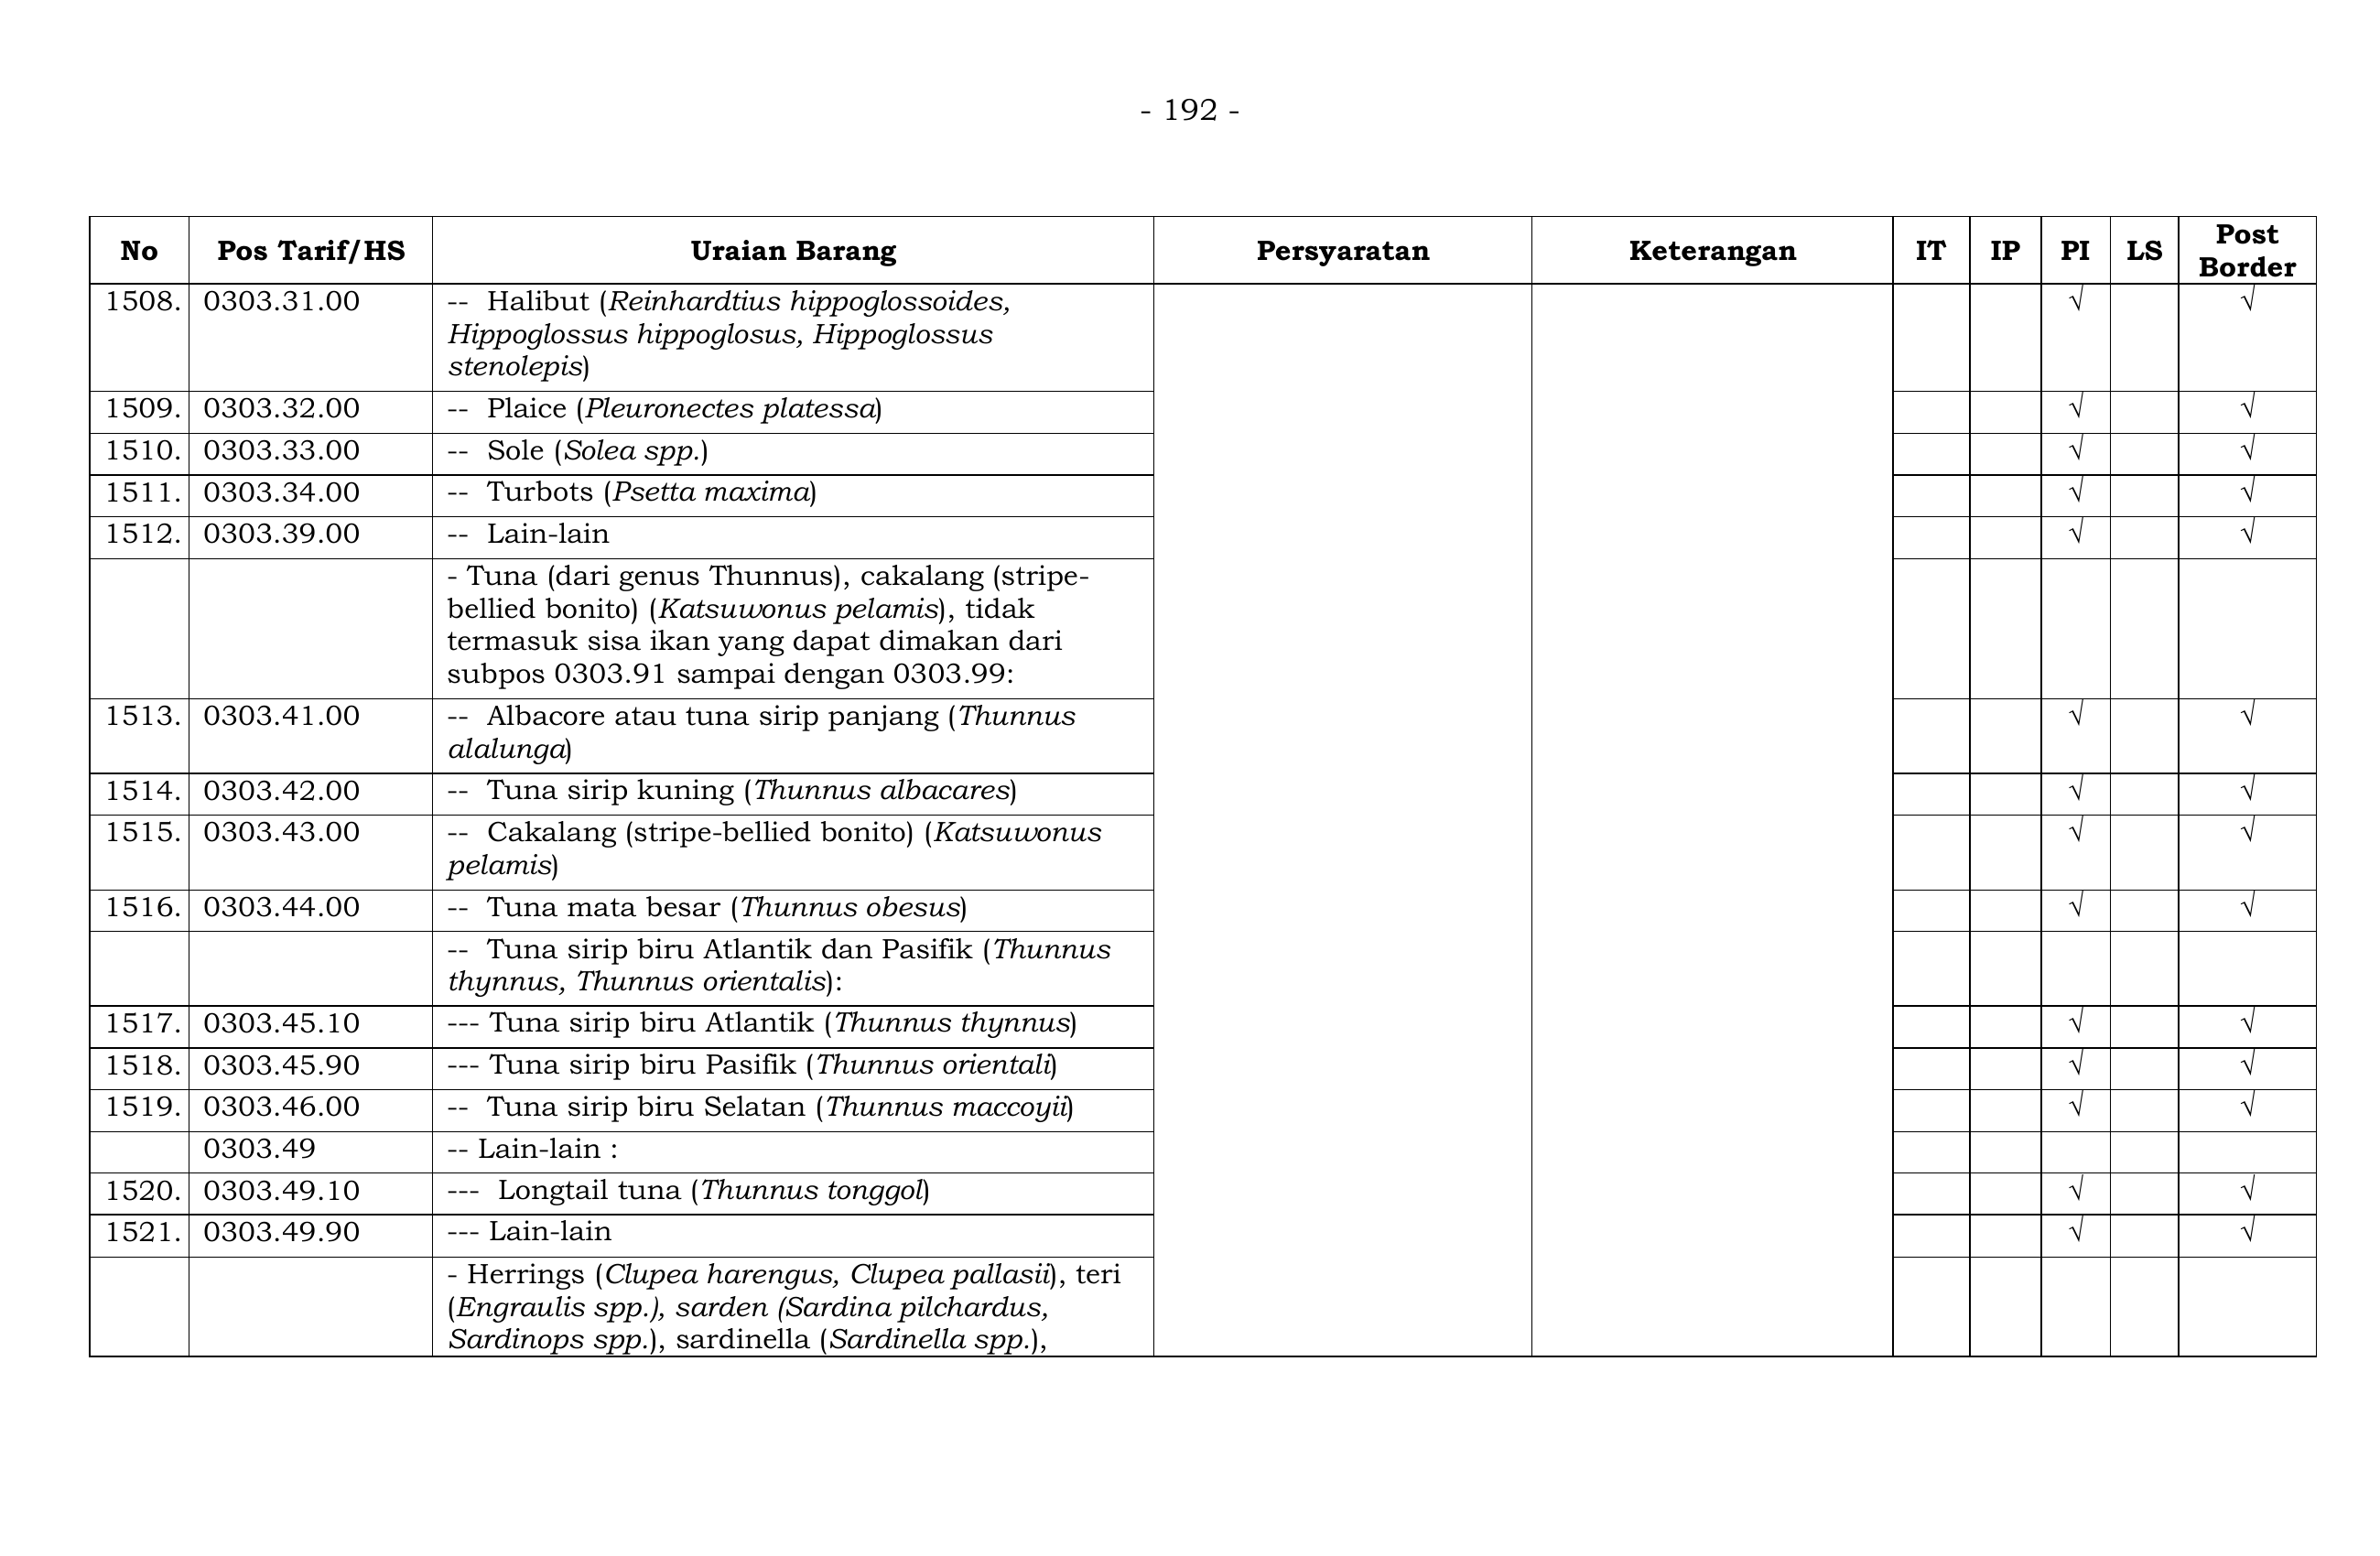 - 192 -
No Pos Tarif/HS Uraian Barang Persyaratan Keterangan IT IP PI LS Post Border
1508. 0303.31.00 -- Halibut (Reinhardtius hippoglossoides, √ √
Hippoglossus hippoglosus, Hippoglossus
stenolepis)
1509. 0303.32.00 -- Plaice (Pleuronectes platessa) √ √
1510. 0303.33.00 -- Sole (Solea spp.) √ √
1511. 0303.34.00 -- Turbots (Psetta maxima) √ √
1512. 0303.39.00 -- Lain-lain √ √
- Tuna (dari genus Thunnus), cakalang (stripe-
bellied bonito) (Katsuwonus pelamis), tidak
termasuk sisa ikan yang dapat dimakan dari
subpos 0303.91 sampai dengan 0303.99:
1513. 0303.41.00 -- Albacore atau tuna sirip panjang (Thunnus √ √
alalunga)
1514. 0303.42.00 -- Tuna sirip kuning (Thunnus albacares) √ √
1515. 0303.43.00 -- Cakalang (stripe-bellied bonito) (Katsuwonus √ √
pelamis)
1516. 0303.44.00 -- Tuna mata besar (Thunnus obesus) √ √
-- Tuna sirip biru Atlantik dan Pasifik (Thunnus
thynnus, Thunnus orientalis):
1517. 0303.45.10 --- Tuna sirip biru Atlantik (Thunnus thynnus) √ √
1518. 0303.45.90 --- Tuna sirip biru Pasifik (Thunnus orientali) √ √
1519. 0303.46.00 -- Tuna sirip biru Selatan (Thunnus maccoyii) √ √
0303.49 -- Lain-lain :
1520. 0303.49.10 --- Longtail tuna (Thunnus tonggol) √ √
1521. 0303.49.90 --- Lain-lain √ √
- Herrings (Clupea harengus, Clupea pallasii), teri
(Engraulis spp.), sarden (Sardina pilchardus,
Sardinops spp.), sardinella (Sardinella spp.),